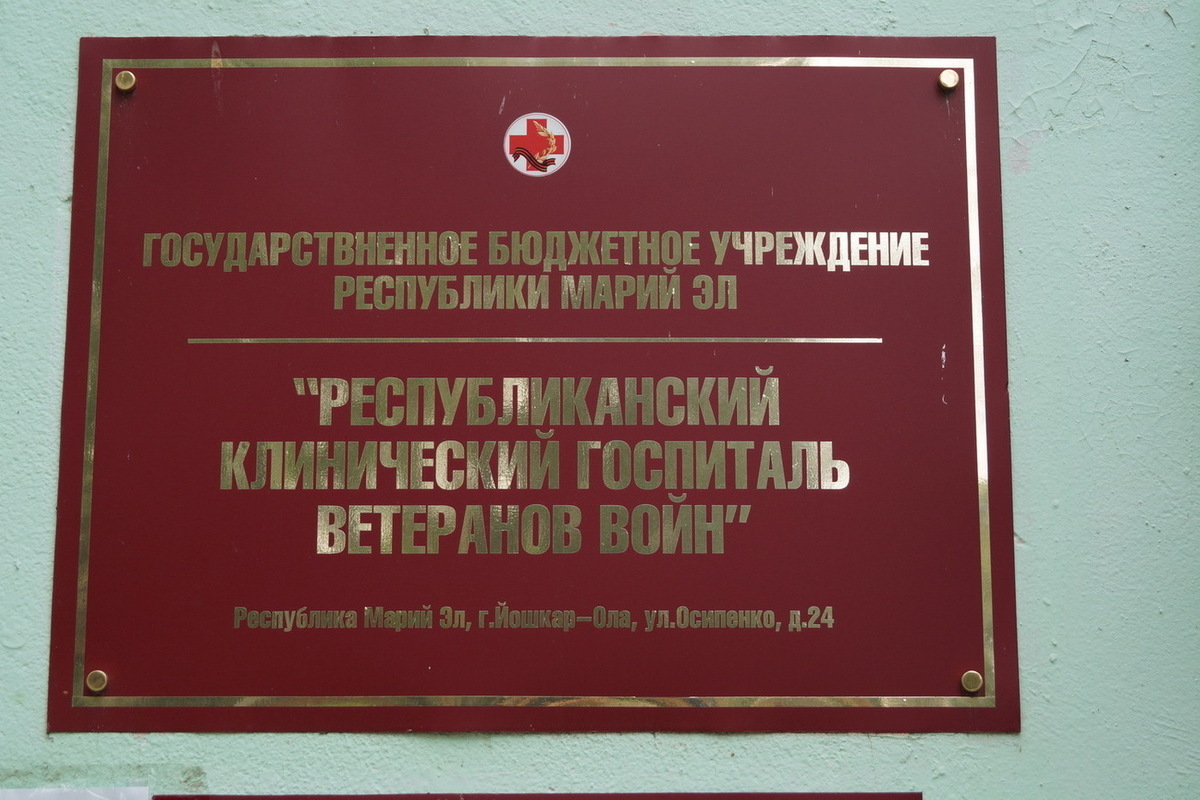 ГОСУДАРСТВНЕННОЕ БЮДЖЕТНОЕ УЧРЕЖДЕНИЕ
РЕСПУБЛИКИ МАРИЙ ЭЛ
"РЕСПУБЛИКАНСКИЙ
КЛИНИЧЕСКИЙ ГОСПИТАЛЬ
ВЕТЕРАНОВ ВОЙН"
Республика Марий Эл, г.Йошкар-Ола, ул.Осипенко, д.24